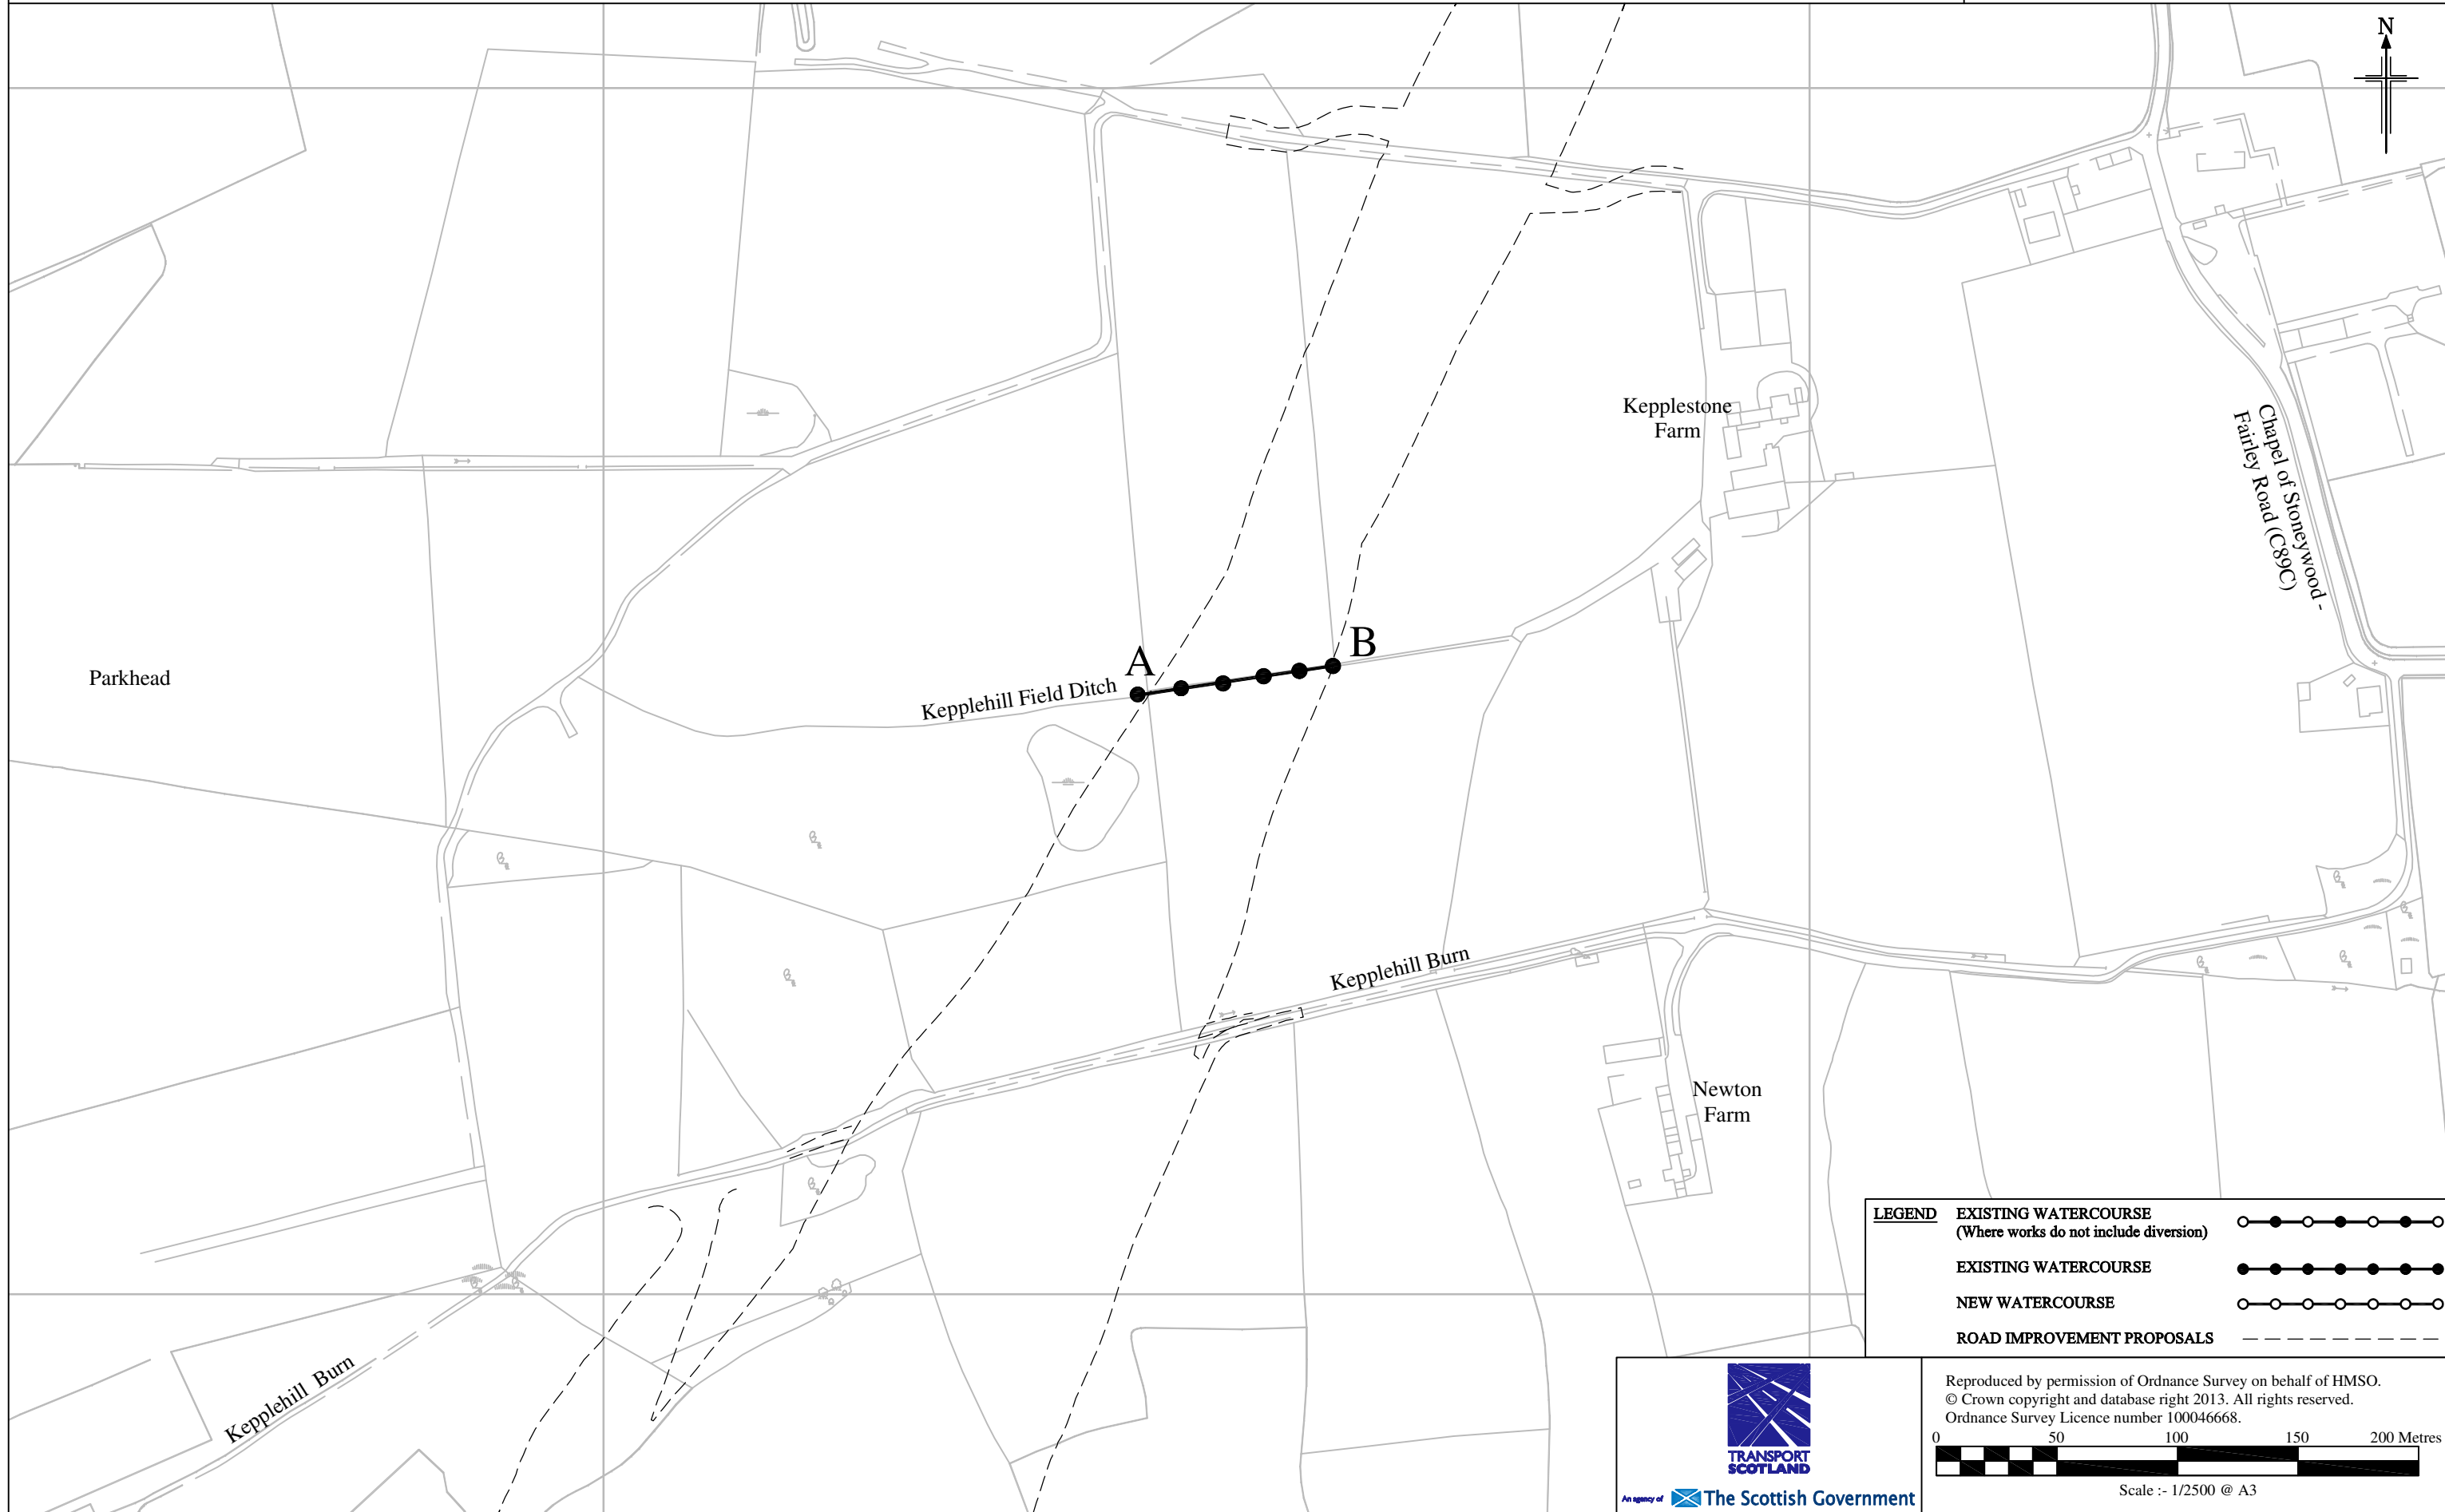 N
Kepplestone
Farm
Chapel of Stoneywood -
Fairley Road (C89C)
Parkhead
A
B
Kepplehill Field Ditch
Kepplehill Burn
Newton
Farm
Kepplehill Burn
LEGEND
EXISTING WATERCOURSE
(Where works do not include diversion)
EXISTING WATERCOURSE
NEW WATERCOURSE
ROAD IMPROVEMENT PROPOSALS
TRANSPORT
SCOTLAND
An agency of The Scottish Government
Reproduced by permission of Ordnance Survey on behalf of HMSO.
© Crown copyright and database right 2013. All rights reserved.
Ordnance Survey Licence number 100046668.
0 50 100 150 200 Metres
Scale :- 1/2500 @ A3